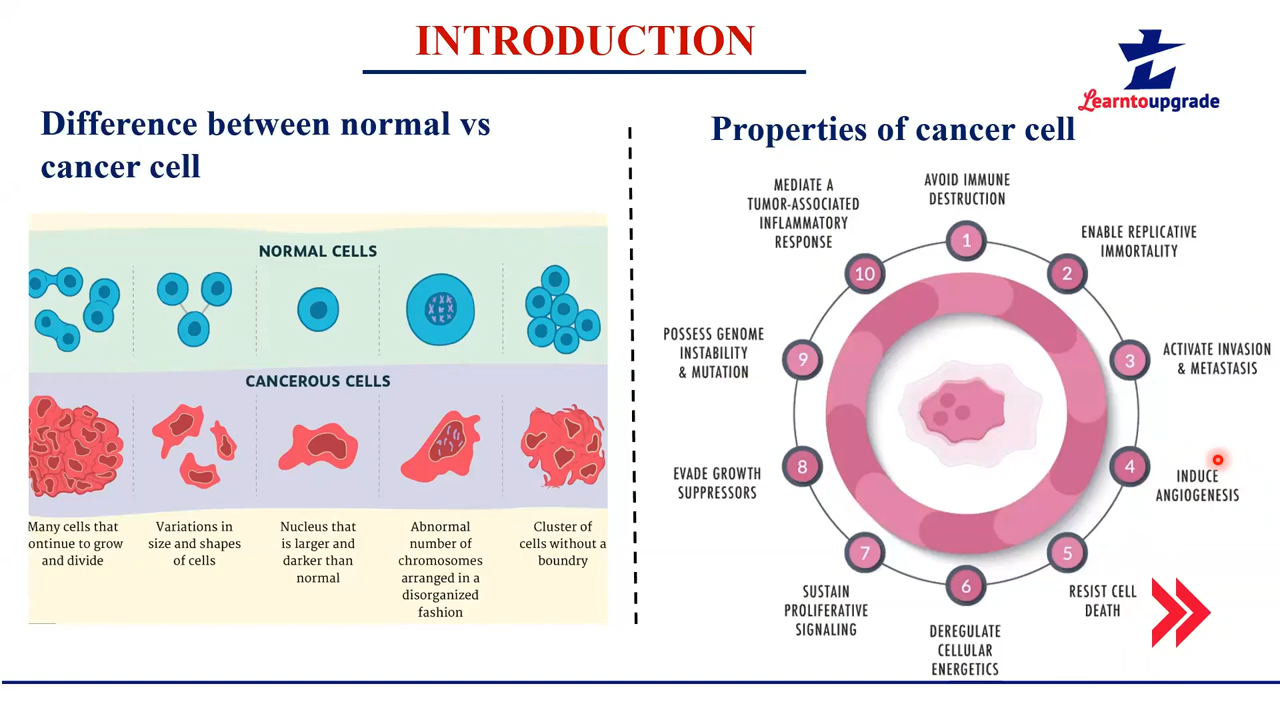 INTRODUCTION
Learntoupgrade
Difference between normal vs
cancer cell
NORMAL CELLS
CANCEROUS CELLS
Many cells that
ontinue to grow
and divide
Variations in
size and shapes
of cells
Nucleus that
is larger and
darker than
normal
Abnormal
number of
chromosomes
arranged in a
disorganized
fashion
Cluster of
cells without a
boundry
Properties of cancer cell
AVOID IMMUNE
DESTRUCTION
1
ENABLE REPLICATIVE
IMMORTALITY
2
ACTIVATE INVASION
& METASTASIS
3
INDUCE
ANGIOGENESIS
4
RESIST CELL
DEATH
5
DEREGULATE
CELLULAR
ENERGETICS
6
SUSTAIN
PROLIFERATIVE
SIGNALING
7
EVADE GROWTH
SUPPRESSORS
8
POSSESS GENOME
INSTABILITY
& MUTATION
9
MEDIATE A
TUMOR-ASSOCIATED
INFLAMMATORY
RESPONSE
10